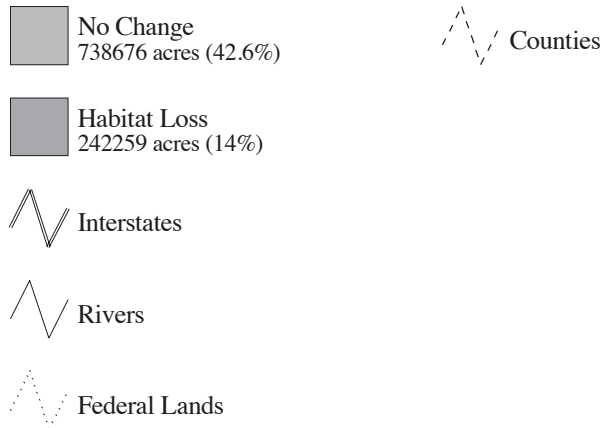 No Change
738676 acres (42.6%)
Habitat Loss
242259 acres (14%)
Interstates
Rivers
Federal Lands
Counties